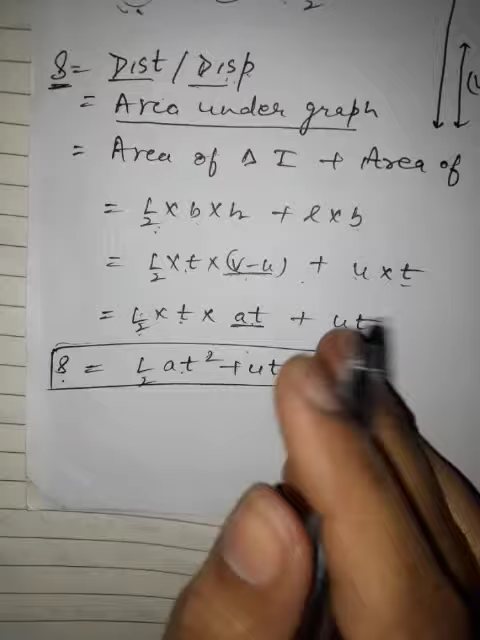 S = Dist / Disp
= Area under graph
= Area of Δ I + Area of
= 1/2 × b × h + l × b
= 1/2 × t × (v-u) + u × t
= 1/2 × t × at + ut
S = 1/2 at² + ut